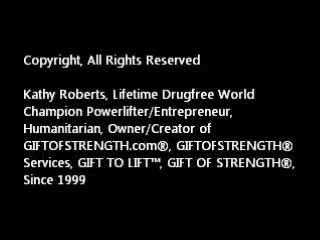 Copyright, All Rights Reserved
Kathy Roberts, Lifetime Drugfree World
Champion Powerlifter/Entrepreneur,
Humanitarian, Owner/Creator of
GIFTOFSTRENGTH.com®, GIFTOFSTRENGTH®
Services, GIFT TO LIFT™, GIFT OF STRENGTH®,
Since 1999